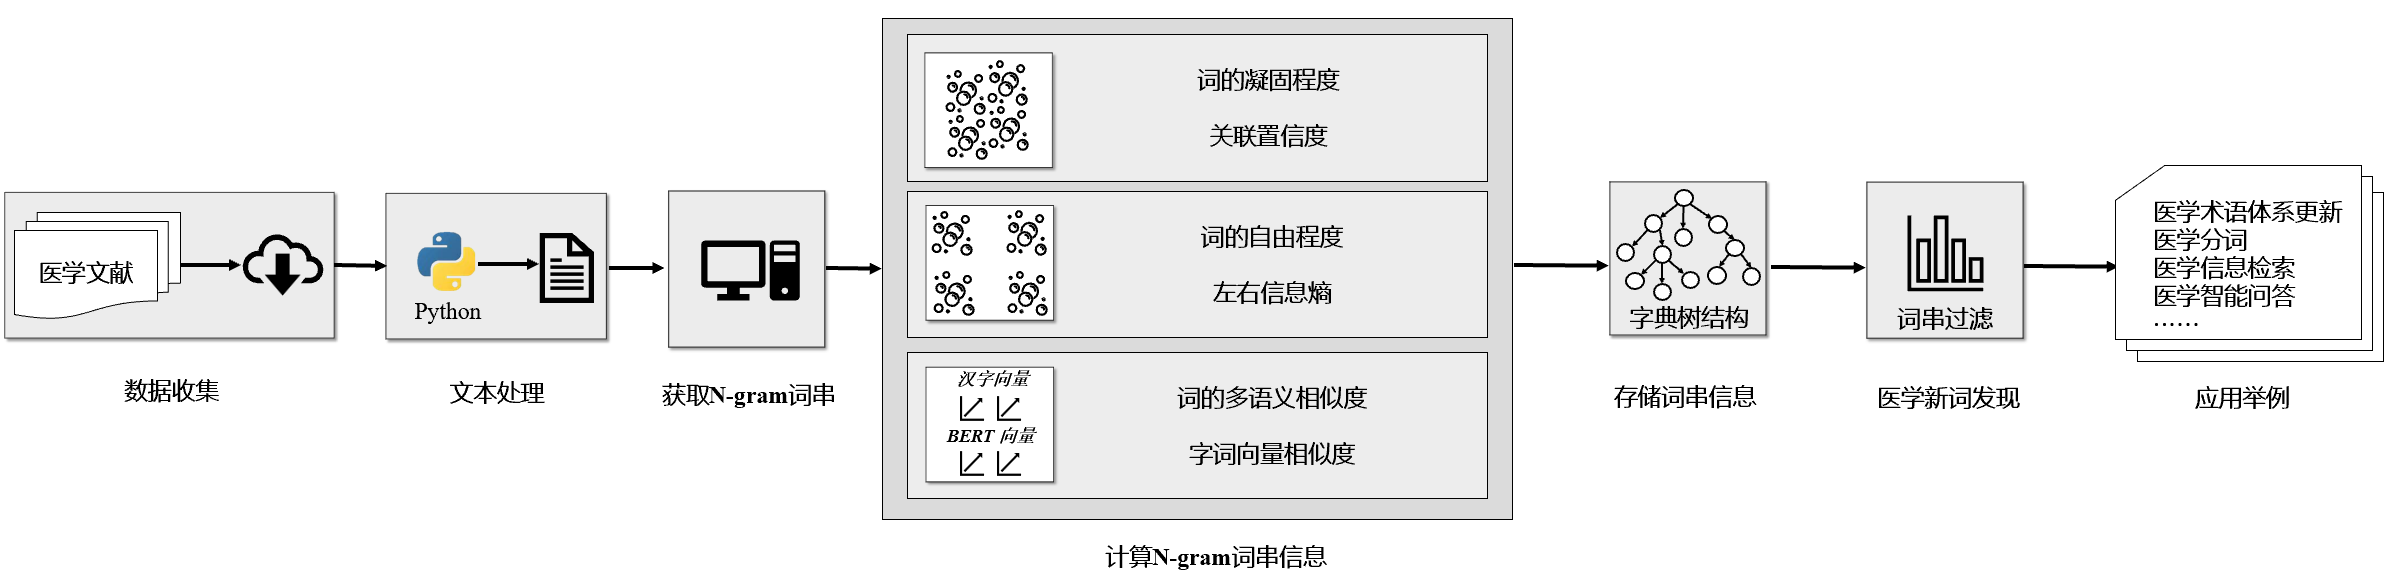 医学文献
数据收集
Python
文本处理
获取N-gram词串
词的凝固程度
关联置信度
词的自由程度
左右信息熵
汉字向量
BERT 向量
词的多语义相似度
字词向量相似度
计算N-gram词串信息
字典树结构
存储词串信息
词串过滤
医学新词发现
医学术语体系更新
医学分词
医学信息检索
医学智能问答
……
应用举例